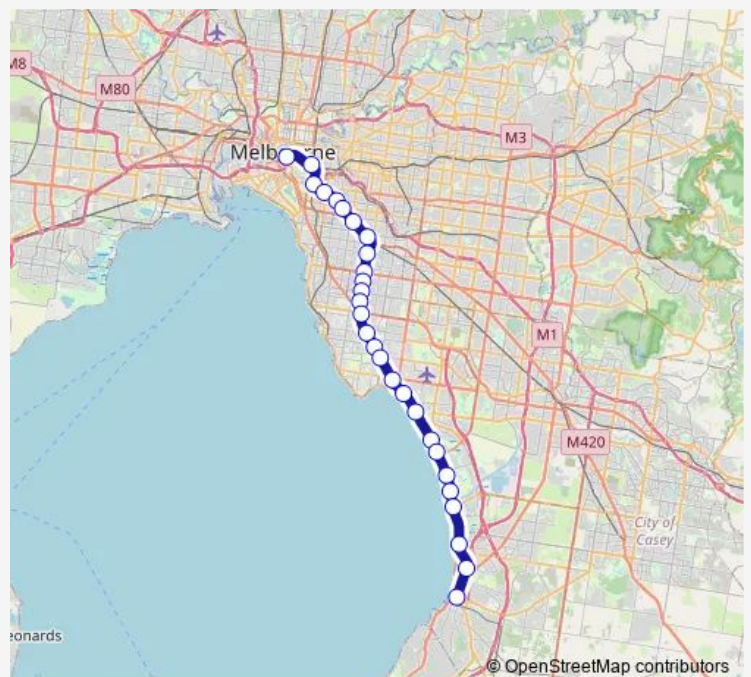 M8
M80
M3
Melbourne
M1
M420
City of
Casey
eonards
© OpenStreetMap contributors